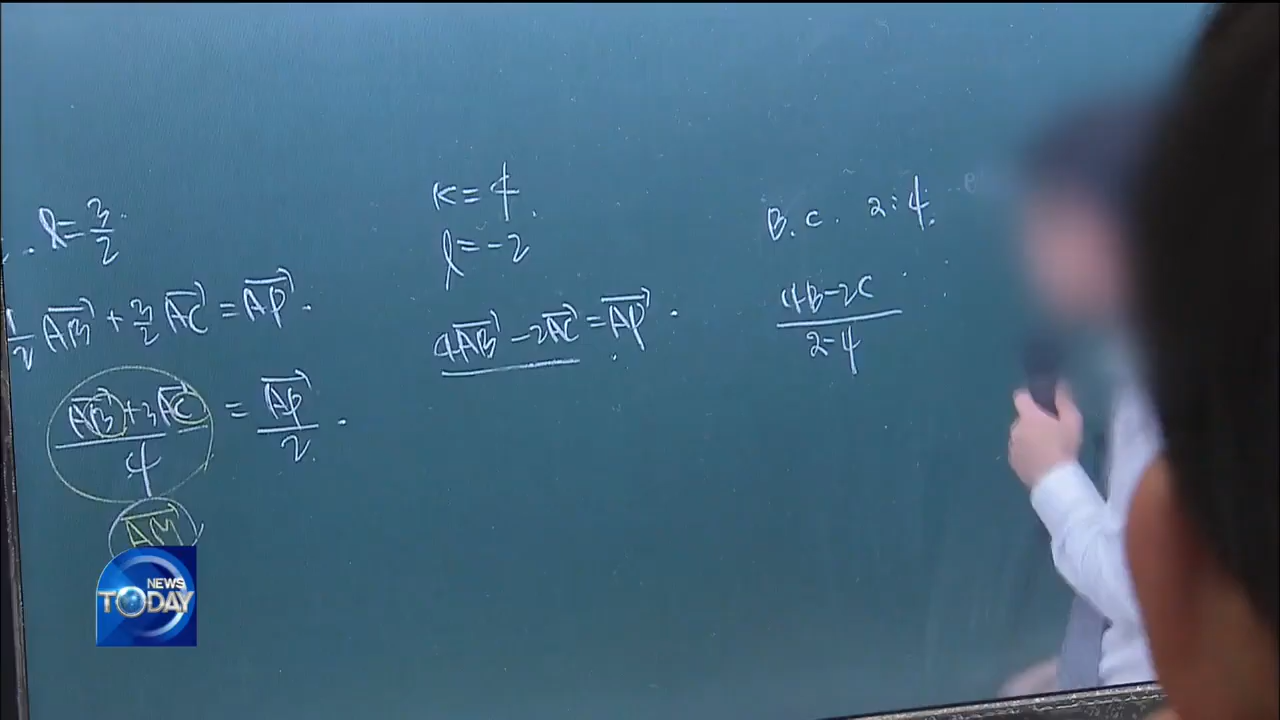 l = 3/2
1/2 AB + 3/2 AC = AP.
AB + 3AC / 4 = AP / 2.
AM
k = 4.
l = -2
4AB - 2AC = AP.
B. C. 2:4.
4B - 2C / 2-4
NEWS
TODAY